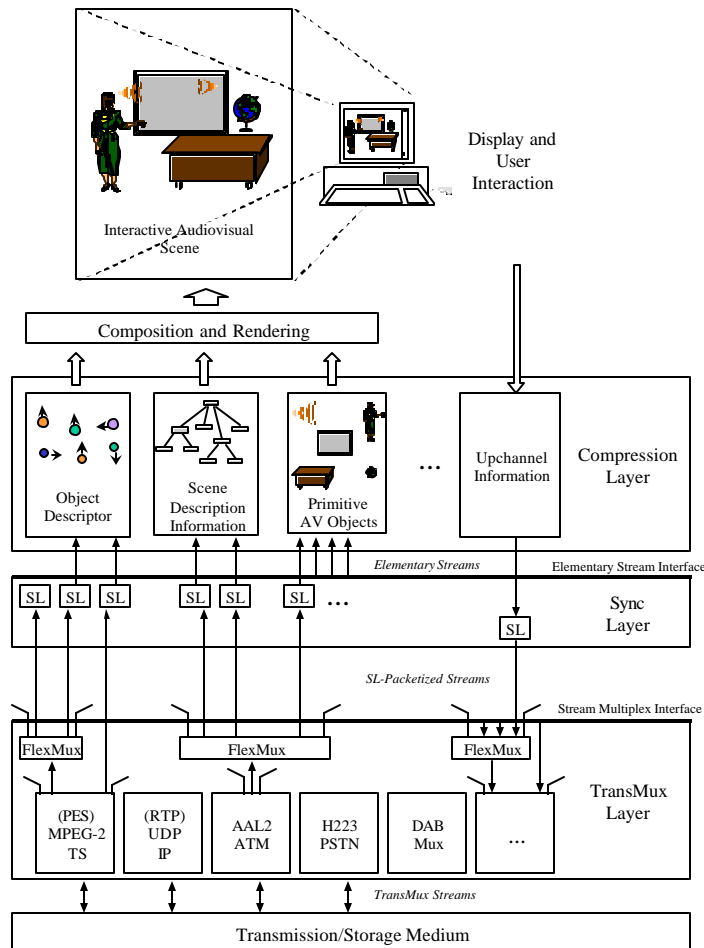 Display and
User
Interaction
Interactive Audiovisual
Scene
Composition and Rendering
Object
Descriptor
Scene
Description
Information
Primitive
AV Objects
...
Upchannel
Information
Compression
Layer
Elementary Streams
Elementary Stream Interface
SL
SL
SL
SL
SL
SL
...
SL
Sync
Layer
SL-Packetized Streams
Stream Multiplex Interface
FlexMux
FlexMux
FlexMux
(PES)
MPEG-2
TS
(RTP)
UDP
IP
AAL2
ATM
H223
PSTN
DAB
Mux
...
TransMux
Layer
TransMux Streams
Transmission/Storage Medium